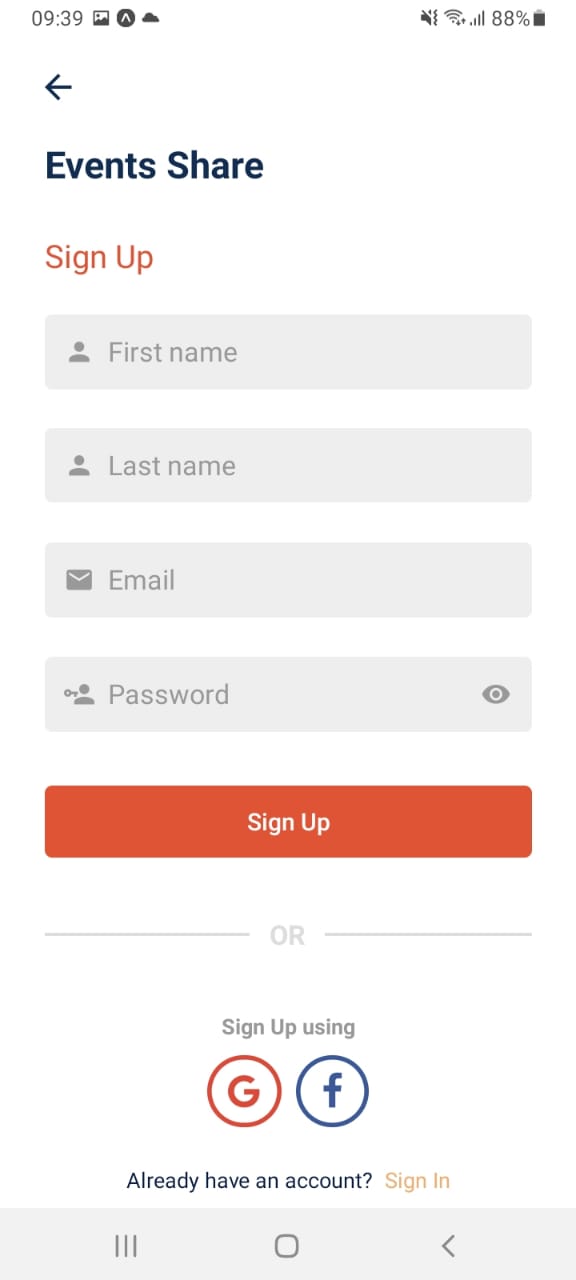 09:39 88%
Events Share
Sign Up
First name
Last name
Email
Password
Sign Up
OR
Sign Up using
G f
Already have an account? Sign In